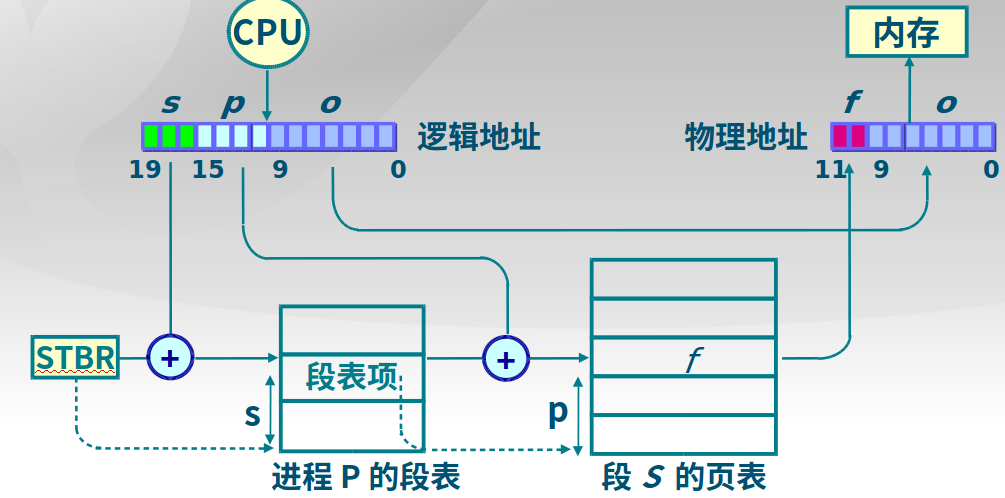 CPU
内存
s p o
f o
逻辑地址
物理地址
19 15 9 0
11 9 0
STBR
+
+
段表项
f
s
p
进程 P 的段表
段 S 的页表